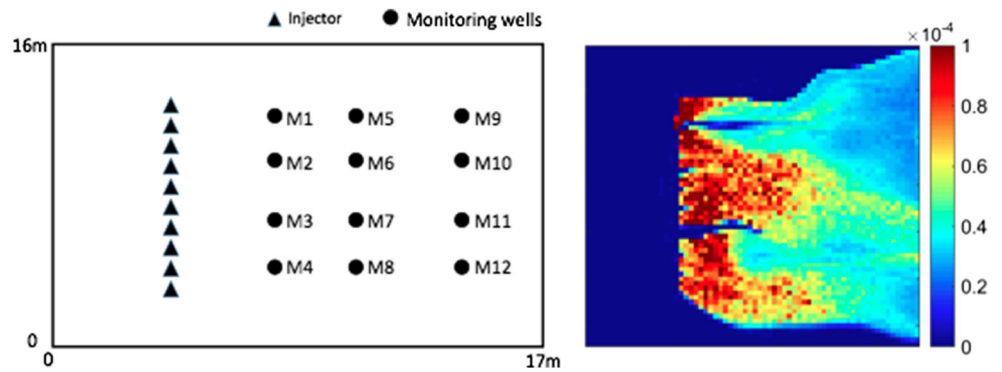 Injector Monitoring wells
16m
M1 M5 M9
M2 M6 M10
M3 M7 M11
M4 M8 M12
0
0 17m
×10-4
1
0.8
0.6
0.4
0.2
0